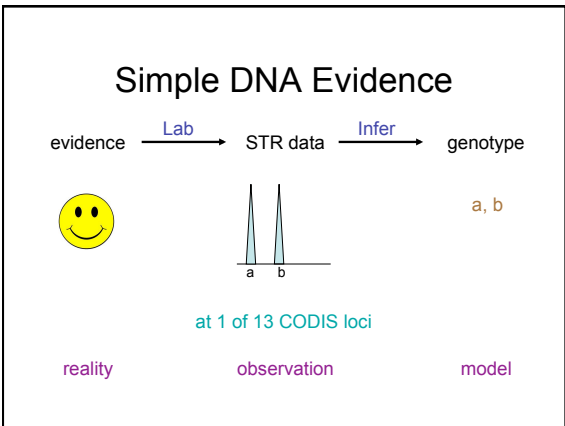 Simple DNA Evidence
Lab Infer
evidence STR data genotype
a, b
a b
at 1 of 13 CODIS loci
reality observation model